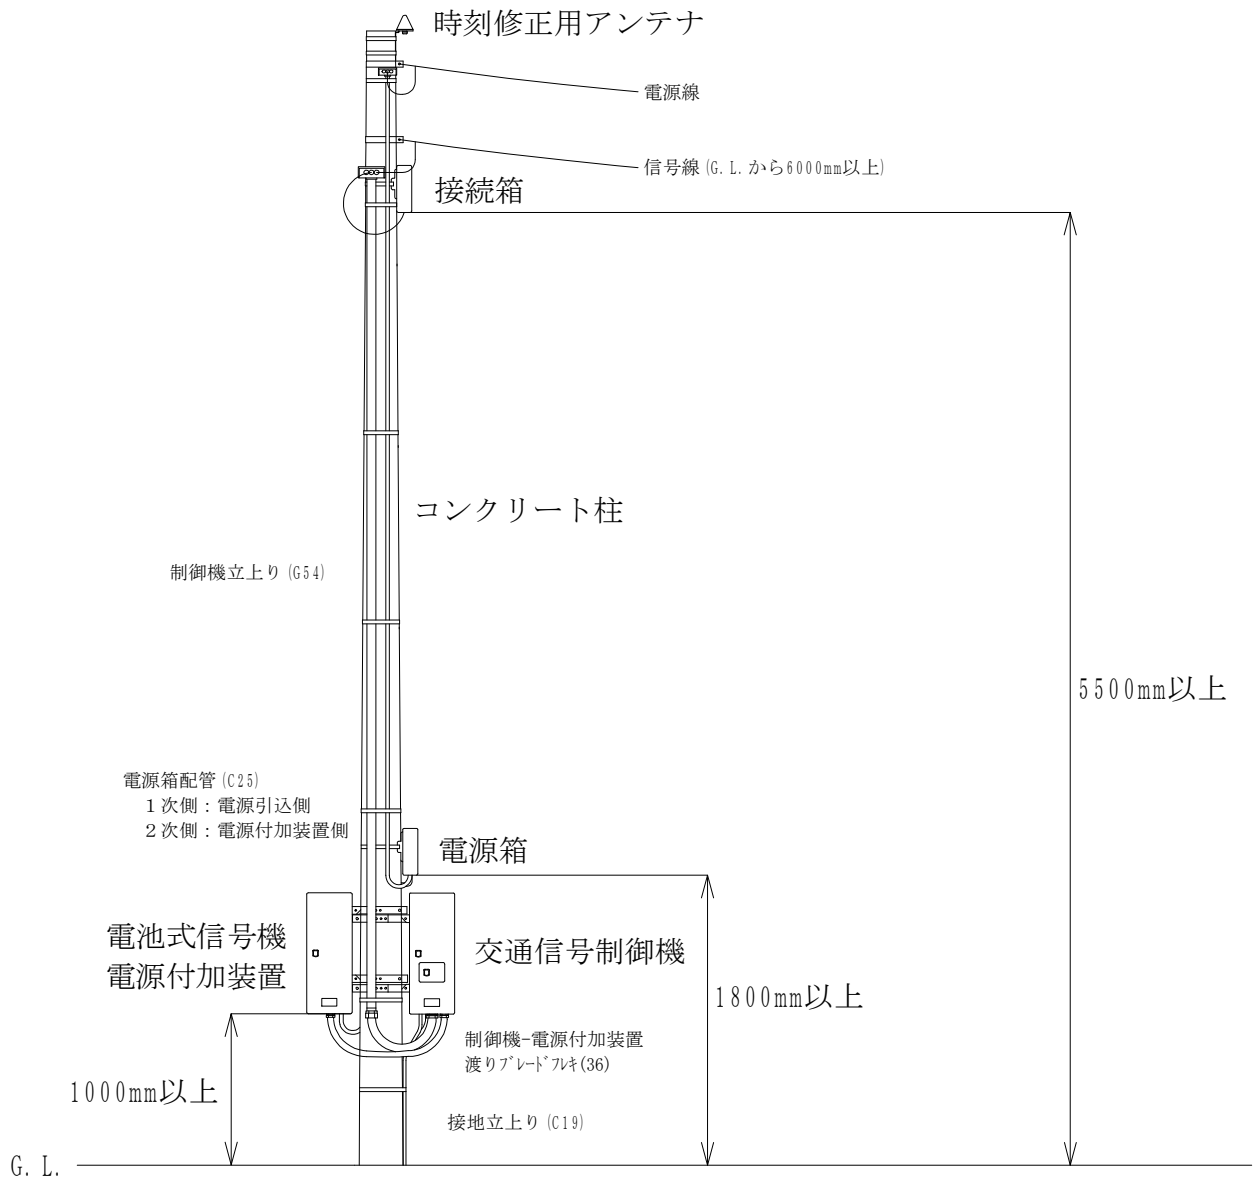 時刻修正用アンテナ
電源線
信号線(G.L.から6000mm以上)
接続箱
コンクリート柱
制御機立上り(G54)
5500mm以上
電源箱配管(C25)
1次側:電源引込側
2次側:電源付加装置側
電源箱
電池式信号機
電源付加装置
交通信号制御機
1800mm以上
制御機-電源付加装置
渡りブレードフレキ(36)
1000mm以上
接地立上り(C19)
G.L.